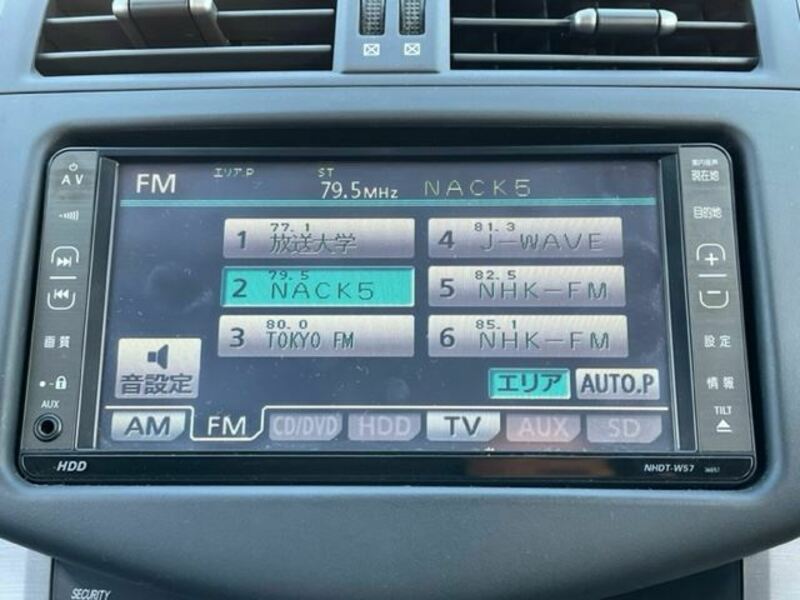 AV
FM エリア.P ST 79.5MHz NACK5
案内音声
現在地
目的地
1 77.1 放送大学
4 81.3 J-WAVE
2 79.5 NACK5
5 82.5 NHK-FM
3 80.0 TOKYO FM
6 85.1 NHK-FM
画質
設定
音設定
エリア AUTO.P
情報
AUX
TILT
AM FM CD/DVD HDD TV AUX SD
HDD
NHDT-W57
SECURITY